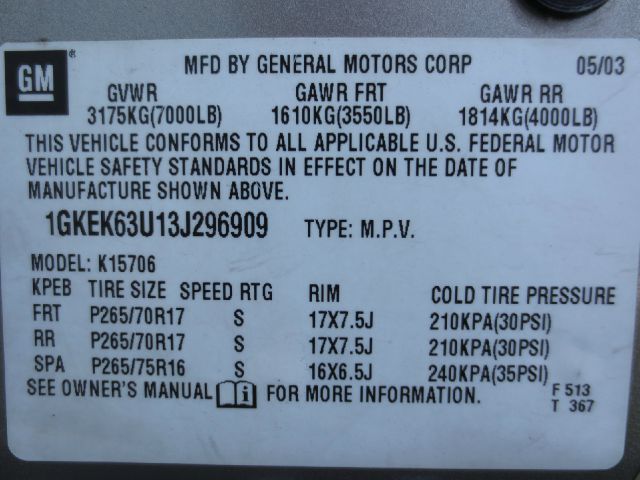 GM ® MFD BY GENERAL MOTORS CORP 05/03
GVWR GAWR FRT GAWR RR
3175KG(7000LB) 1610KG(3550LB) 1814KG(4000LB)
THIS VEHICLE CONFORMS TO ALL APPLICABLE U.S. FEDERAL MOTOR
VEHICLE SAFETY STANDARDS IN EFFECT ON THE DATE OF
MANUFACTURE SHOWN ABOVE.
1GKEK63U13J296909 TYPE: M.P.V.
MODEL: K15706
KPEB TIRE SIZE SPEED RTG RIM COLD TIRE PRESSURE
FRT P265/70R17 S 17X7.5J 210KPA(30PSI)
RR P265/70R17 S 17X7.5J 210KPA(30PSI)
SPA P265/75R16 S 16X6.5J 240KPA(35PSI)
SEE OWNER'S MANUAL i FOR MORE INFORMATION. F 513
T 367